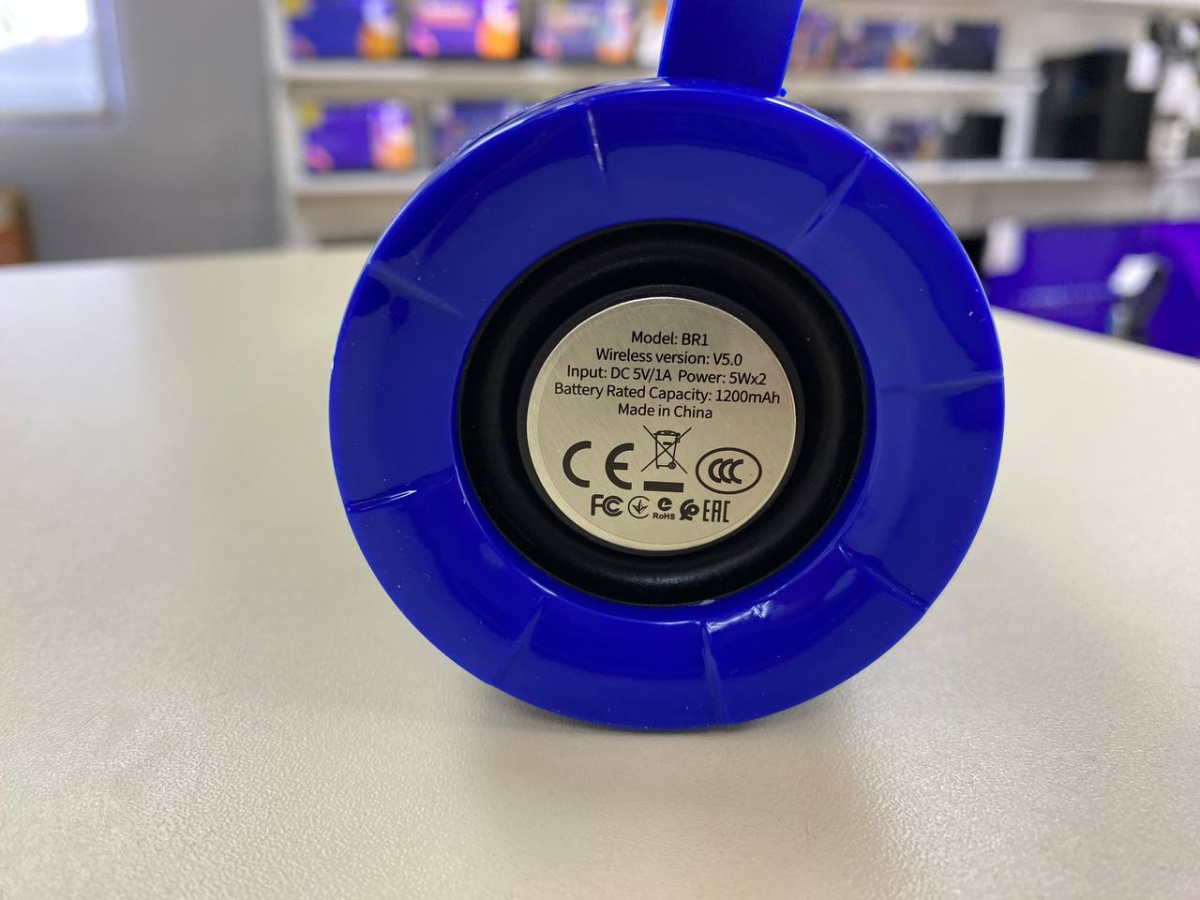 Model: BR1
Wireless version: V5.0
Input: DC 5V/1A Power: 5Wx2
Battery Rated Capacity: 1200mAh
Made in China
CE CCC
FC RoHS EAC